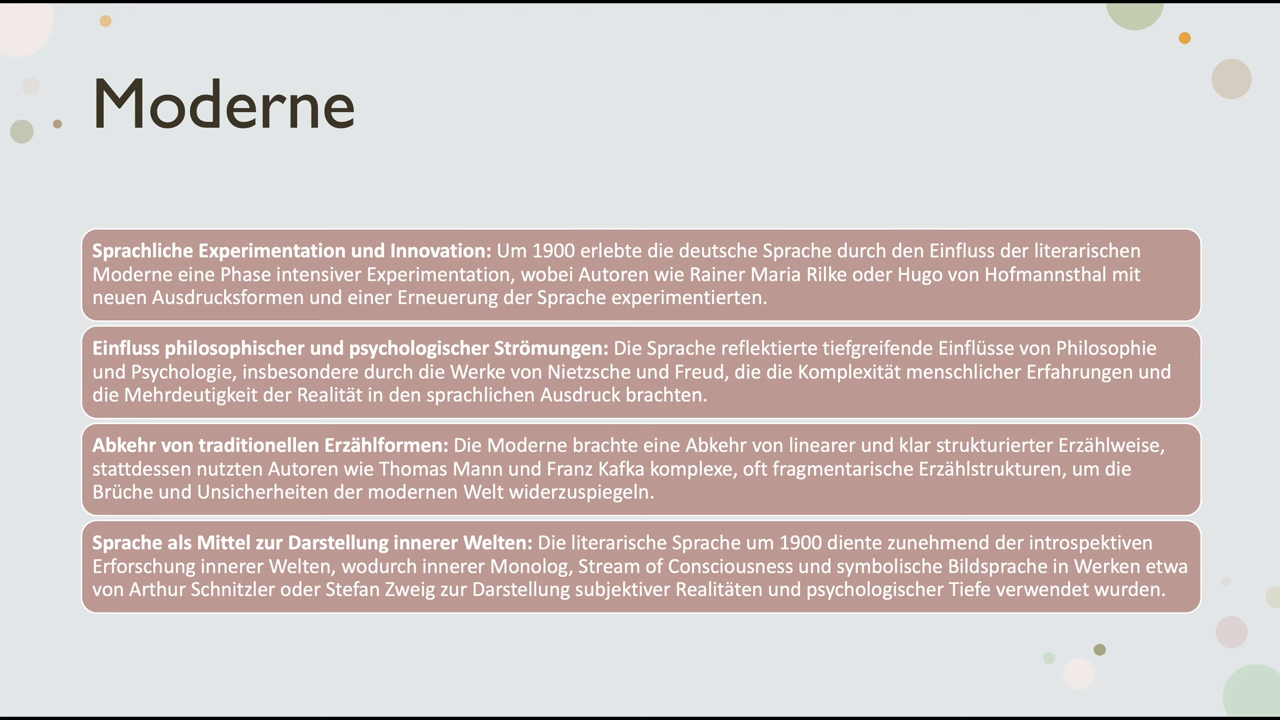 Moderne
Sprachliche Experimentation und Innovation: Um 1900 erlebte die deutsche Sprache durch den Einfluss der literarischen
Moderne eine Phase intensiver Experimentation, wobei Autoren wie Rainer Maria Rilke oder Hugo von Hofmannsthal mit
neuen Ausdrucksformen und einer Erneuerung der Sprache experimentierten.
Einfluss philosophischer und psychologischer Strömungen: Die Sprache reflektierte tiefgreifende Einflüsse von Philosophie
und Psychologie, insbesondere durch die Werke von Nietzsche und Freud, die die Komplexität menschlicher Erfahrungen und
die Mehrdeutigkeit der Realität in den sprachlichen Ausdruck brachten.
Abkehr von traditionellen Erzählformen: Die Moderne brachte eine Abkehr von linearer und klar strukturierter Erzählweise,
stattdessen nutzten Autoren wie Thomas Mann und Franz Kafka komplexe, oft fragmentarische Erzählstrukturen, um die
Brüche und Unsicherheiten der modernen Welt widerzuspiegeln.
Sprache als Mittel zur Darstellung innerer Welten: Die literarische Sprache um 1900 diente zunehmend der introspektiven
Erforschung innerer Welten, wodurch innerer Monolog, Stream of Consciousness und symbolische Bildsprache in Werken etwa
von Arthur Schnitzler oder Stefan Zweig zur Darstellung subjektiver Realitäten und psychologischer Tiefe verwendet wurden.